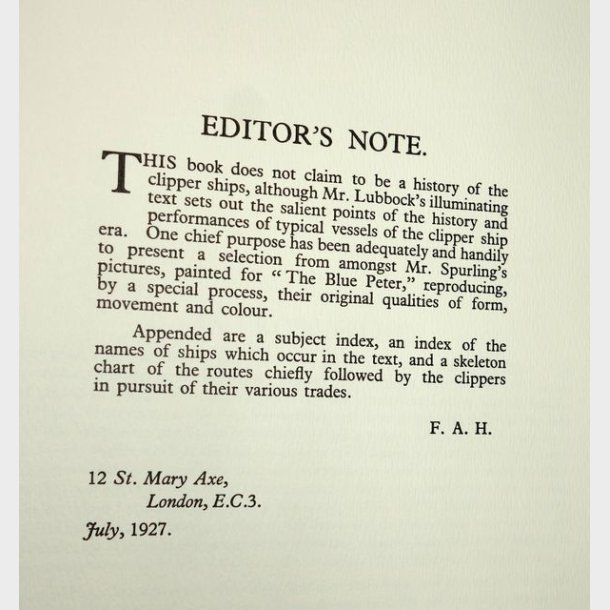 EDITOR'S NOTE.
THIS book does not claim to be a history of the
clipper ships, although Mr. Lubbock's illuminating
text sets out the salient points of the history and
performances of typical vessels of the clipper ship
era. One chief purpose has been adequately and handily
to present a selection from amongst Mr. Spurling's
pictures, painted for "The Blue Peter," reproducing,
by a special process, their original qualities of form,
movement and colour.
Appended are a subject index, an index of the
names of ships which occur in the text, and a skeleton
chart of the routes chiefly followed by the clippers
in pursuit of their various trades.
F. A. H.
12 St. Mary Axe,
London, E.C.3.
July, 1927.